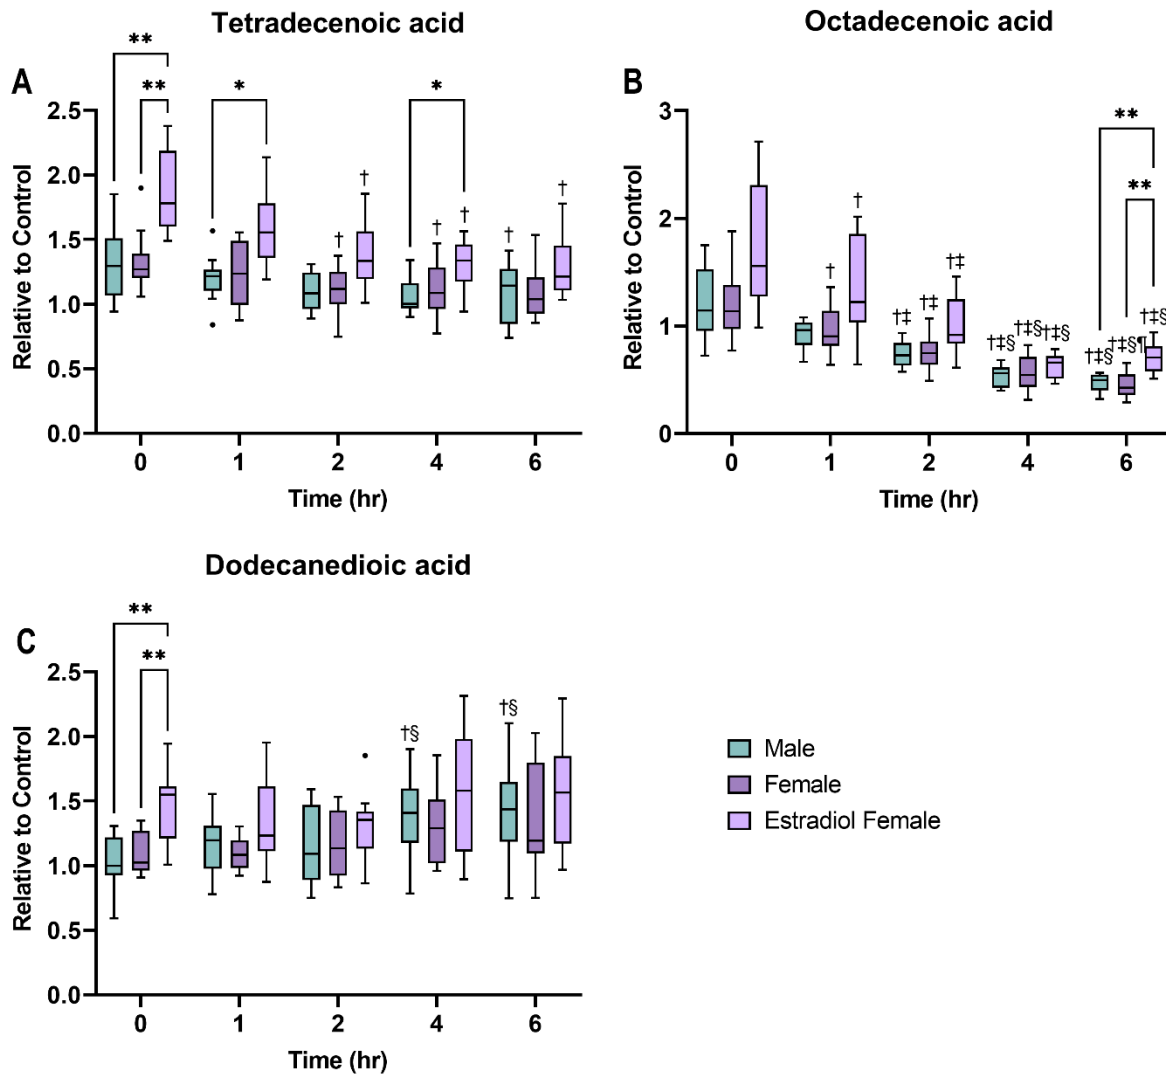 Tetradecenoic acid
A
**
**
*
*
† † † † † †
2.5
2.0
1.5
1.0
0.5
0.0
Relative to Control
0 1 2 4 6
Time (hr)
Octadecenoic acid
B
**
**
† † †‡ †‡ †‡ †‡§ †‡§ †‡§ †‡§ †‡§¶ †‡§
3
2
1
0
Relative to Control
0 1 2 4 6
Time (hr)
Dodecanedioic acid
C
**
**
†§ †§
2.5
2.0
1.5
1.0
0.5
0.0
Relative to Control
0 1 2 4 6
Time (hr)
Male
Female
Estradiol Female